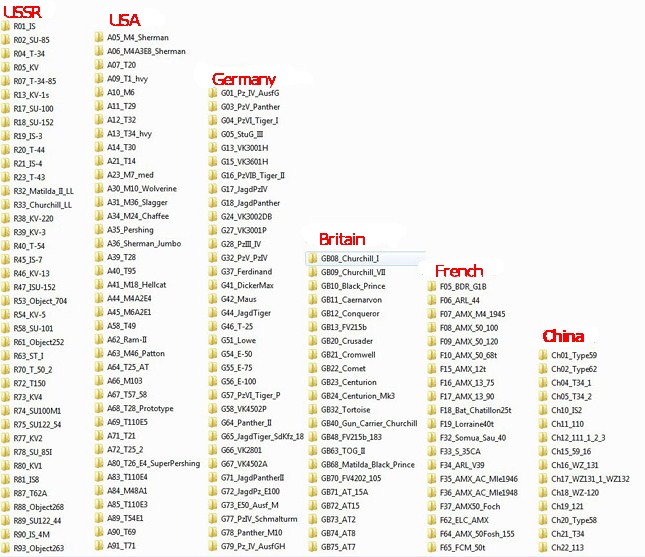 USSR
R01_IS
R02_SU-85
R04_T-34
R05_KV
R07_T-34-85
R13_KV-1s
R17_SU-100
R18_SU-152
R19_IS-3
R20_T-44
R21_IS-4
R23_T-43
R32_Matilda_II_LL
R33_Churchill_LL
R38_KV-220
R39_KV-3
R40_T-54
R45_IS-7
R46_KV-13
R47_ISU-152
R53_Object_704
R54_KV-5
R58_SU-101
R61_Object252
R63_ST_I
R70_T_50_2
R72_T150
R73_KV4
R74_SU100M1
R75_SU122_54
R77_KV2
R78_SU_85I
R80_KV1
R81_IS8
R87_T62A
R88_Object268
R89_SU122_44
R90_IS_4M
R93_Object263
USA
A05_M4_Sherman
A06_M4A3E8_Sherman
A07_T20
A09_T1_hvy
A10_M6
A11_T29
A12_T32
A13_T34_hvy
A14_T30
A21_T14
A23_M7_med
A30_M10_Wolverine
A31_M36_Slagger
A34_M24_Chaffee
A35_Pershing
A36_Sherman_Jumbo
A39_T28
A40_T95
A41_M18_Hellcat
A44_M4A2E4
A45_M6A2E1
A58_T49
A62_Ram-II
A63_M46_Patton
A64_T25_AT
A66_M103
A67_T57_58
A68_T28_Prototype
A69_T110E5
A71_T21
A72_T25_2
A80_T26_E4_SuperPershing
A83_T110E4
A84_M48A1
A85_T110E3
A89_T54E1
A90_T69
A91_T71
Germany
G01_Pz_IV_AusfG
G03_PzV_Panther
G04_PzVI_Tiger_I
G05_StuG_III
G13_VK3001H
G15_VK3601H
G16_PzVIB_Tiger_II
G17_JagdPzIV
G18_JagdPanther
G24_VK3002DB
G27_VK3001P
G28_PzIII_IV
G32_PzV_PzIV
G37_Ferdinand
G41_DickerMax
G42_Maus
G44_JagdTiger
G46_T-25
G51_Lowe
G54_E-50
G55_E-75
G56_E-100
G57_PzVI_Tiger_P
G58_VK4502P
G64_Panther_II
G65_JagdTiger_SdKfz_18
G66_VK2801
G67_VK4502A
G71_JagdPantherII
G72_JagdPz_E100
G73_E50_Ausf_M
G77_PzIV_Schmalturm
G78_Panther_M10
G79_Pz_IV_AusfGH
Britain
GB08_Churchill_I
GB09_Churchill_VII
GB10_Black_Prince
GB11_Caernarvon
GB12_Conqueror
GB13_FV215b
GB20_Crusader
GB21_Cromwell
GB22_Comet
GB23_Centurion
GB24_Centurion_Mk3
GB32_Tortoise
GB40_Gun_Carrier_Churchill
GB48_FV215b_183
GB63_TOG_II
GB68_Matilda_Black_Prince
GB70_FV4202_105
GB71_AT_15A
GB72_AT15
GB73_AT2
GB74_AT8
GB75_AT7
French
F05_BDR_G1B
F06_ARL_44
F07_AMX_M4_1945
F08_AMX_50_100
F09_AMX_50_120
F10_AMX_50_68t
F15_AMX_12t
F16_AMX_13_75
F17_AMX_13_90
F18_Bat_Chatillon25t
F19_Lorraine40t
F32_Somua_Sau_40
F33_S_35CA
F34_ARL_V39
F35_AMX_AC_Mle1946
F36_AMX_AC_Mle1948
F37_AMX50_Foch
F62_ELC_AMX
F64_AMX_50Fosh_155
F65_FCM_50t
China
Ch01_Type59
Ch02_Type62
Ch04_T34_1
Ch05_T34_2
Ch10_IS2
Ch11_110
Ch12_111_1_2_3
Ch15_59_16
Ch16_WZ_131
Ch17_WZ131_1_WZ132
Ch18_WZ-120
Ch19_121
Ch20_Type58
Ch21_T34
Ch22_113